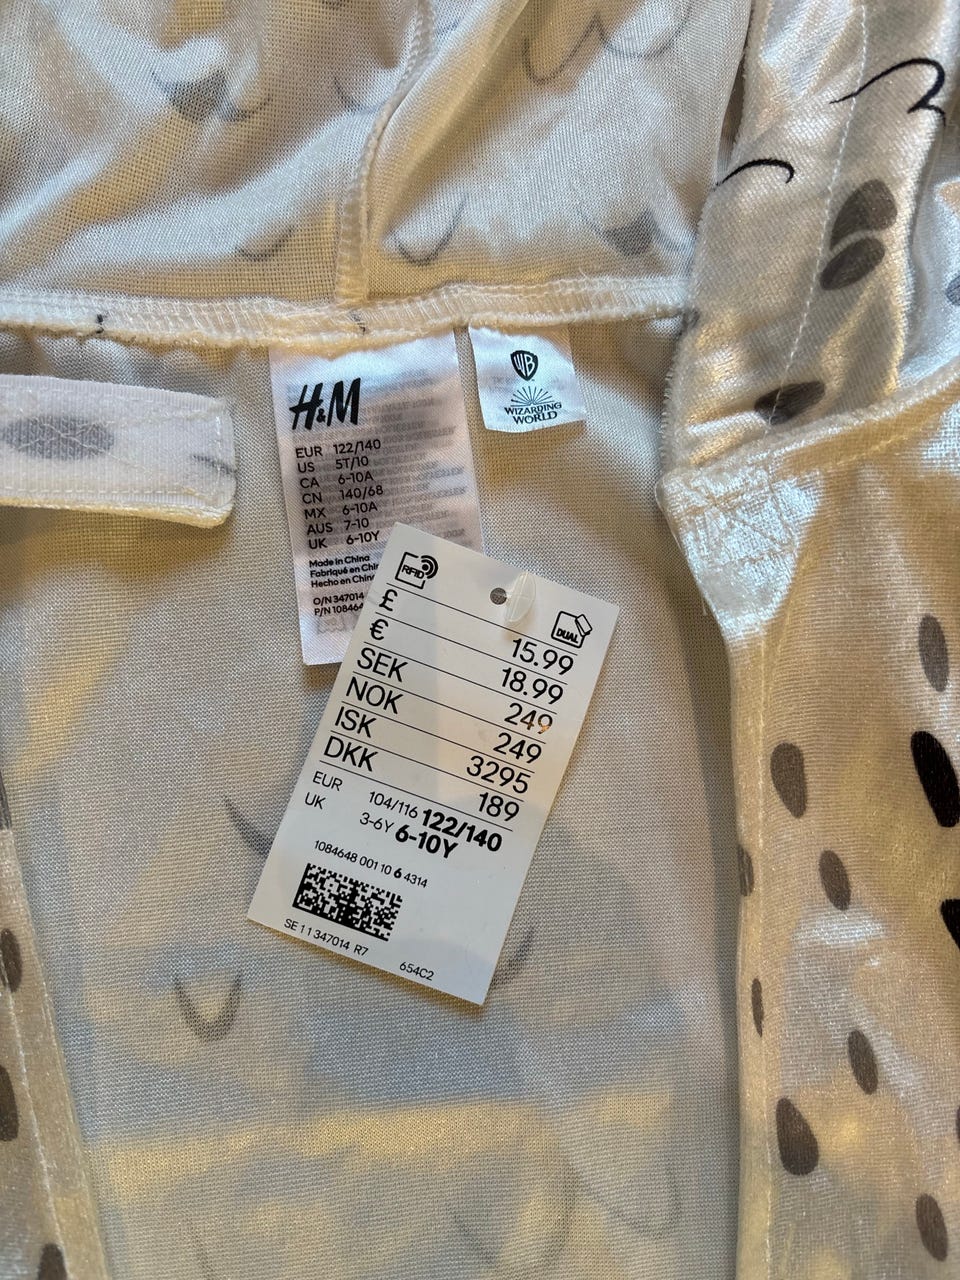 H&M
EUR 122/140
US 5T/10
CA 6-10A
CN 140/68
MX 6-10A
AUS 7-10
UK 6-10Y
Made in China
Fabriqué en
Hecho en
O/N 347014
P/N
WB
WIZARDING
WORLD
RFID
DUAL
£ 15.99
€ 18.99
SEK 249
NOK 249
ISK 3295
DKK 189
EUR 104/116 122/140
UK 3-6Y 6-10Y
1084648 001 10 6 4314
SE 1 1 347014 R7
654C2